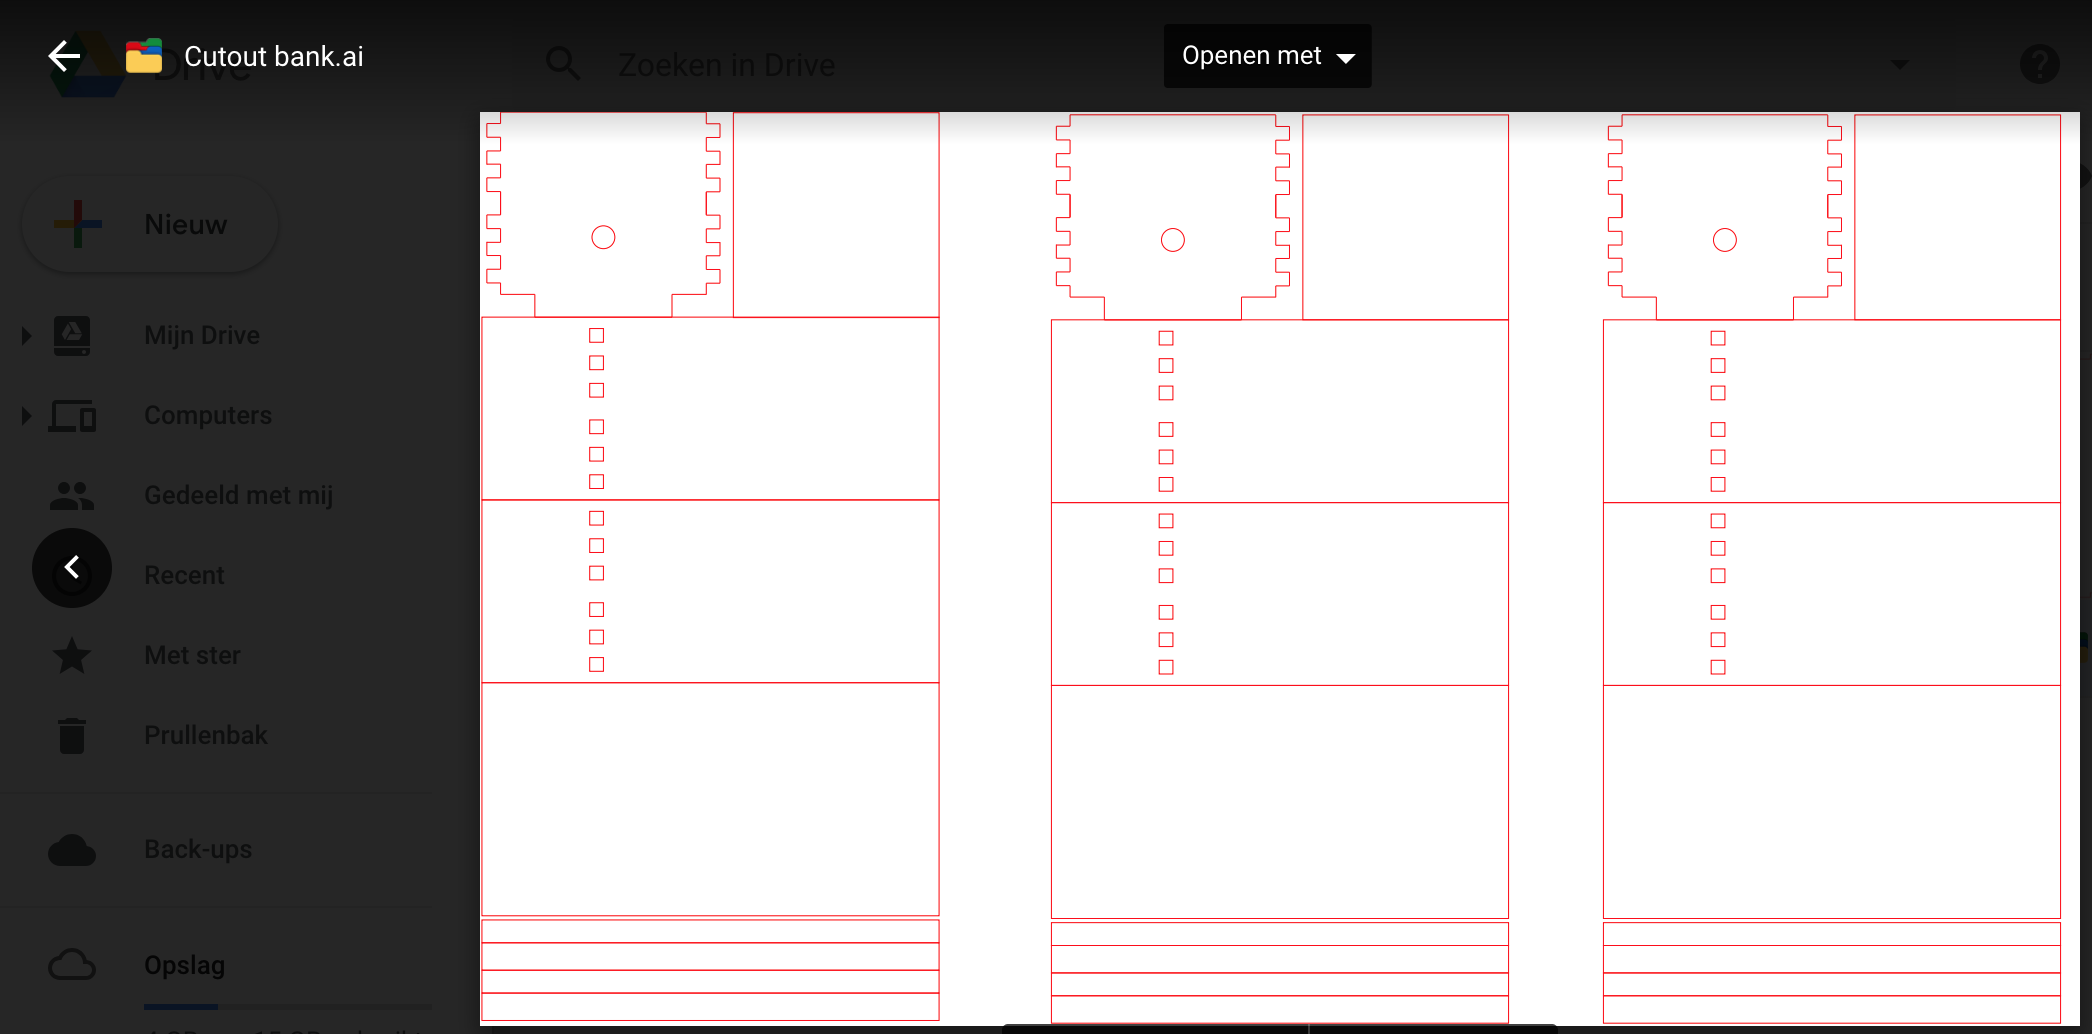 Cutout bank.ai
Drive
Zoeken in Drive
Openen met
Nieuw
Mijn Drive
Computers
Gedeeld met mij
Recent
Met ster
Prullenbak
Back-ups
Opslag